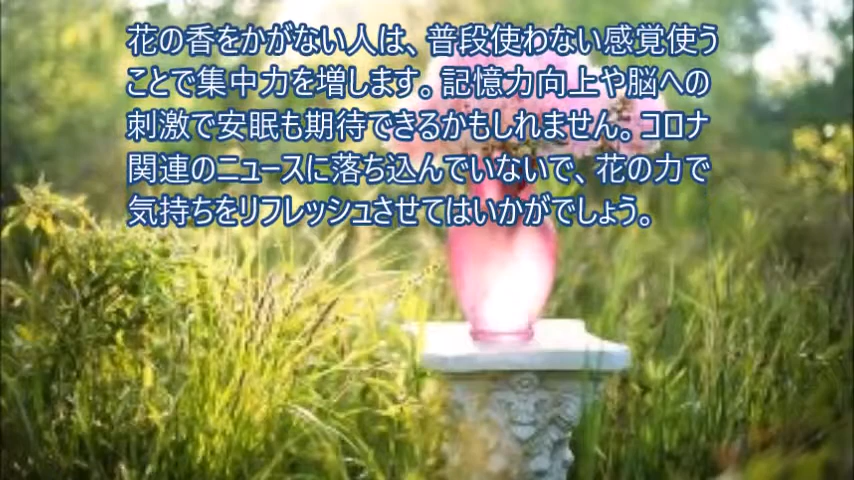 花の香をかがない人は、普段使わない感覚使う
ことで集中力を増します。記憶力向上や脳への
刺激で安眠も期待できるかもしれません。コロナ
関連のニュースに落ち込んでいないで、花の力で
気持ちをリフレッシュさせてはいかがでしょう。